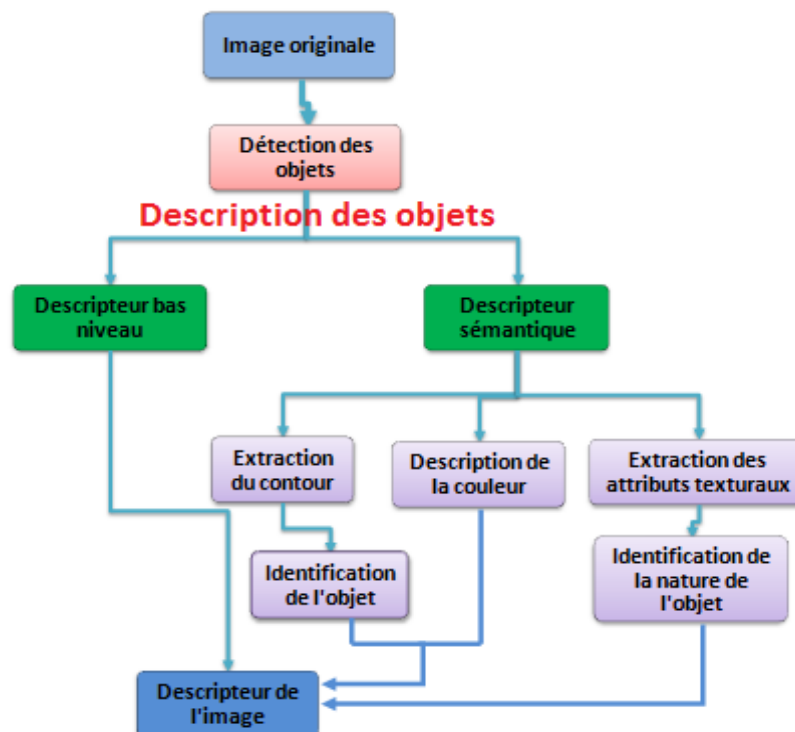 Image originale
Détection des
objets
Description des objets
Descripteur bas
niveau
Descripteur
sémantique
Extraction
du contour
Description de
la couleur
Extraction des
attributs texturaux
Identification
de l'objet
Identification de
la nature de
l'objet
Descripteur de
l'image